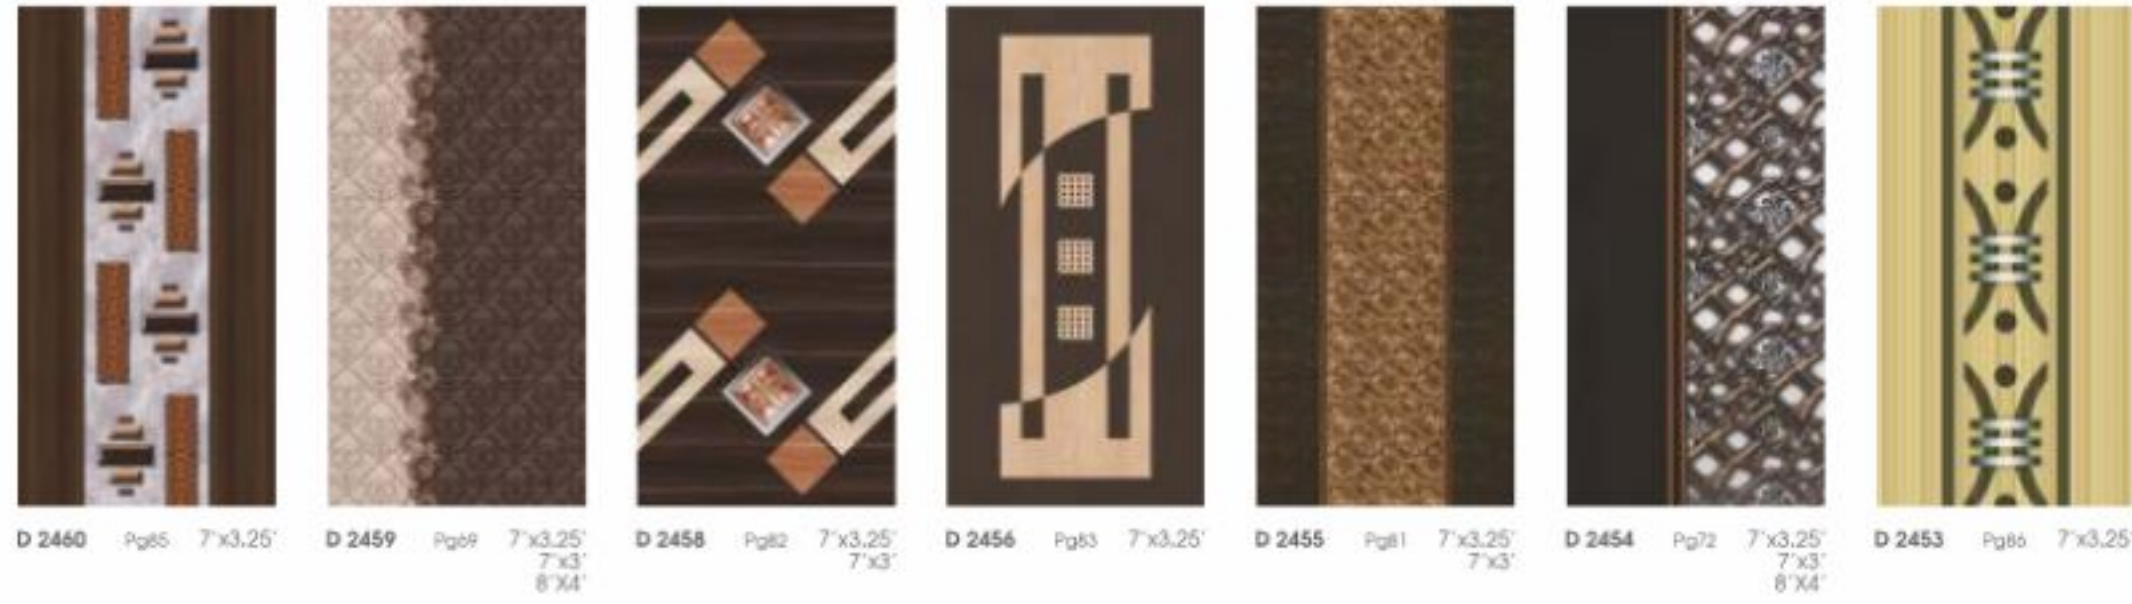 D 2460 Pg85 7'x3.25'
D 2459 Pg69 7'x3.25'
7'x3'
8'X4'
D 2458 Pg82 7'x3.25'
7'x3'
D 2456 Pg83 7'x3.25'
D 2455 Pg81 7'x3.25'
7'x3'
D 2454 Pg72 7'x3.25'
7'x3'
8'X4'
D 2453 Pg86 7'x3.25'